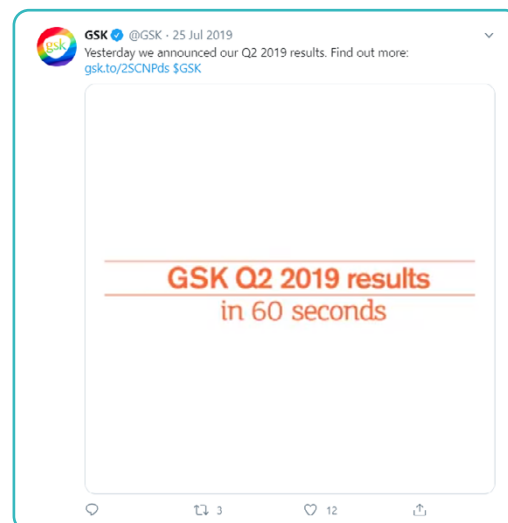 gsk
GSK @GSK · 25 Jul 2019
Yesterday we announced our Q2 2019 results. Find out more:
gsk.to/2SCNPds $GSK
GSK Q2 2019 results
in 60 seconds
3 12